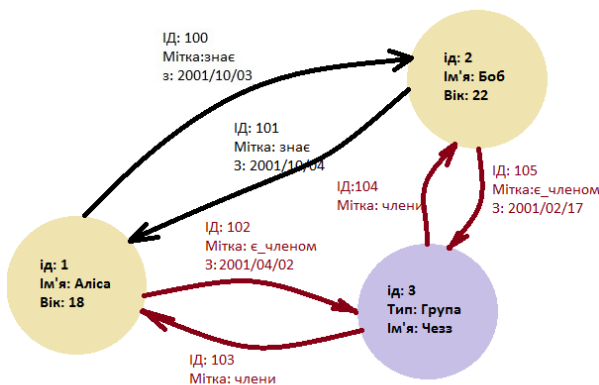 ІД: 100
Мітка:знає
з: 2001/10/03
ід: 2
Ім'я: Боб
Вік: 22
ІД: 101
Мітка: знає
З: 2001/10/04
ІД:104
Мітка: члени
ІД: 105
Мітка:є_членом
З: 2001/02/17
ІД: 102
Мітка: є_членом
З:2001/04/02
ід: 1
Ім'я: Аліса
Вік: 18
ід: 3
Тип: Група
Ім'я: Чезз
ІД: 103
Мітка: члени